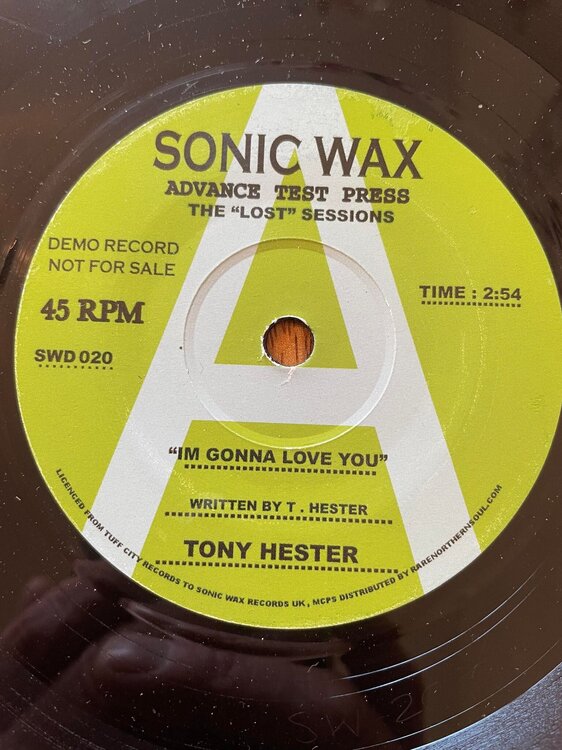 SONIC WAX
ADVANCE TEST PRESS
THE "LOST" SESSIONS
DEMO RECORD
NOT FOR SALE
45 RPM
SWD 020
TIME : 2:54
"IM GONNA LOVE YOU"
WRITTEN BY T . HESTER
TONY HESTER
LICENCED FROM TUFF CITY RECORDS TO SONIC WAX RECORDS UK , MCPS DISTRIBUTED BY RARENORTHERNSOUL.COM